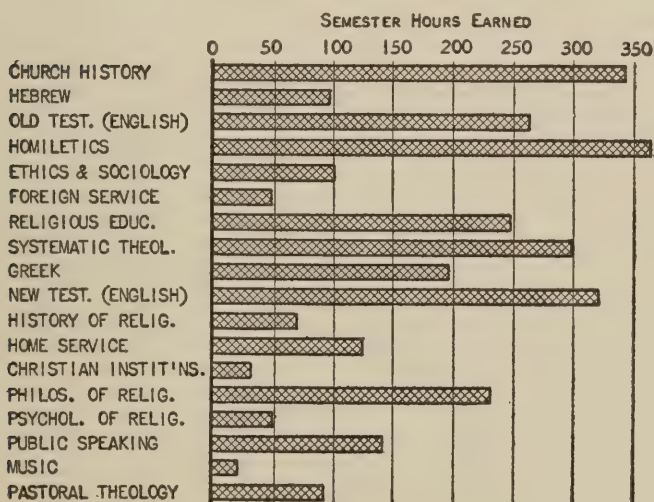 SEMESTER HOURS EARNED
0 50 100 150 200 250 300 350
CHURCH HISTORY
HEBREW
OLD TEST. (ENGLISH)
HOMILETICS
ETHICS & SOCIOLOGY
FOREIGN SERVICE
RELIGIOUS EDUC.
SYSTEMATIC THEOL.
GREEK
NEW TEST. (ENGLISH)
HISTORY OF RELIG.
HOME SERVICE
CHRISTIAN INSTIT'NS.
PHILOS. OF RELIG.
PSYCHOL. OF RELIG.
PUBLIC SPEAKING
MUSIC
PASTORAL THEOLOGY